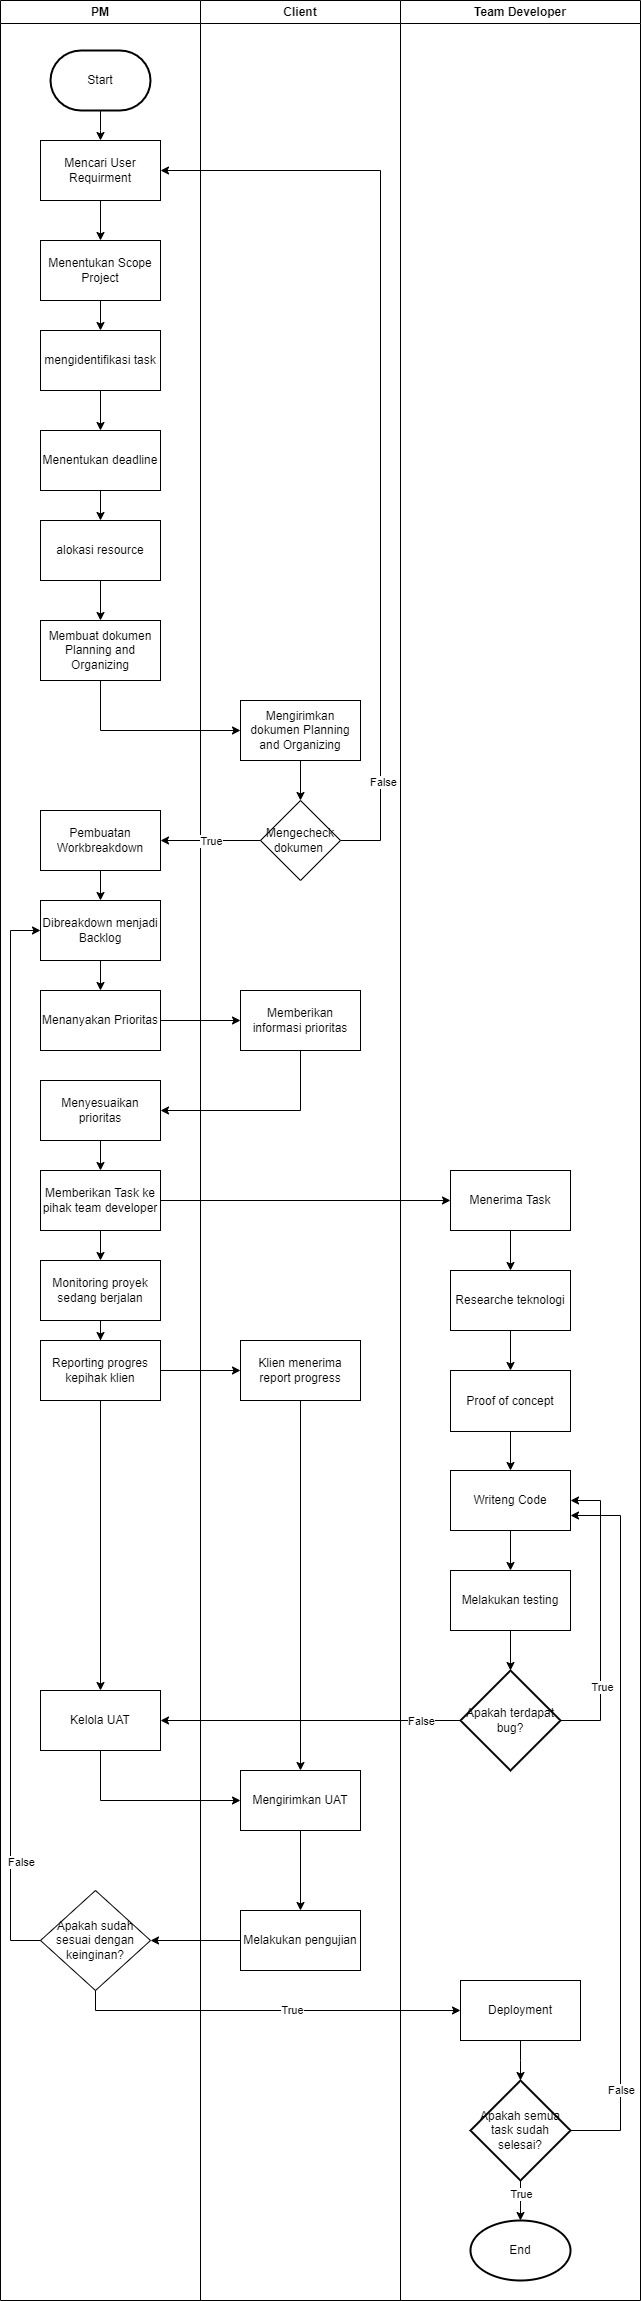 PM
Client
Team Developer
Start
Mencari User
Requirment
Menentukan Scope
Project
mengidentifikasi task
Menentukan deadline
alokasi resource
Membuat dokumen
Planning and
Organizing
Mengirimkan
dokumen Planning
and Organizing
False
Pembuatan
Workbreakdown
True
Mengecheck
dokumen
Dibreakdown menjadi
Backlog
Menanyakan Prioritas
Memberikan
informasi prioritas
Menyesuaikan
prioritas
Memberikan Task ke
pihak team developer
Menerima Task
Monitoring proyek
sedang berjalan
Researche teknologi
Reporting progres
kepihak klien
Klien menerima
report progress
Proof of concept
Writeng Code
Melakukan testing
True
Kelola UAT
False
Apakah terdapat
bug?
Mengirimkan UAT
False
Apakah sudah
sesuai dengan
keinginan?
Melakukan pengujian
True
Deployment
False
Apakah semua
task sudah
selesai?
True
End